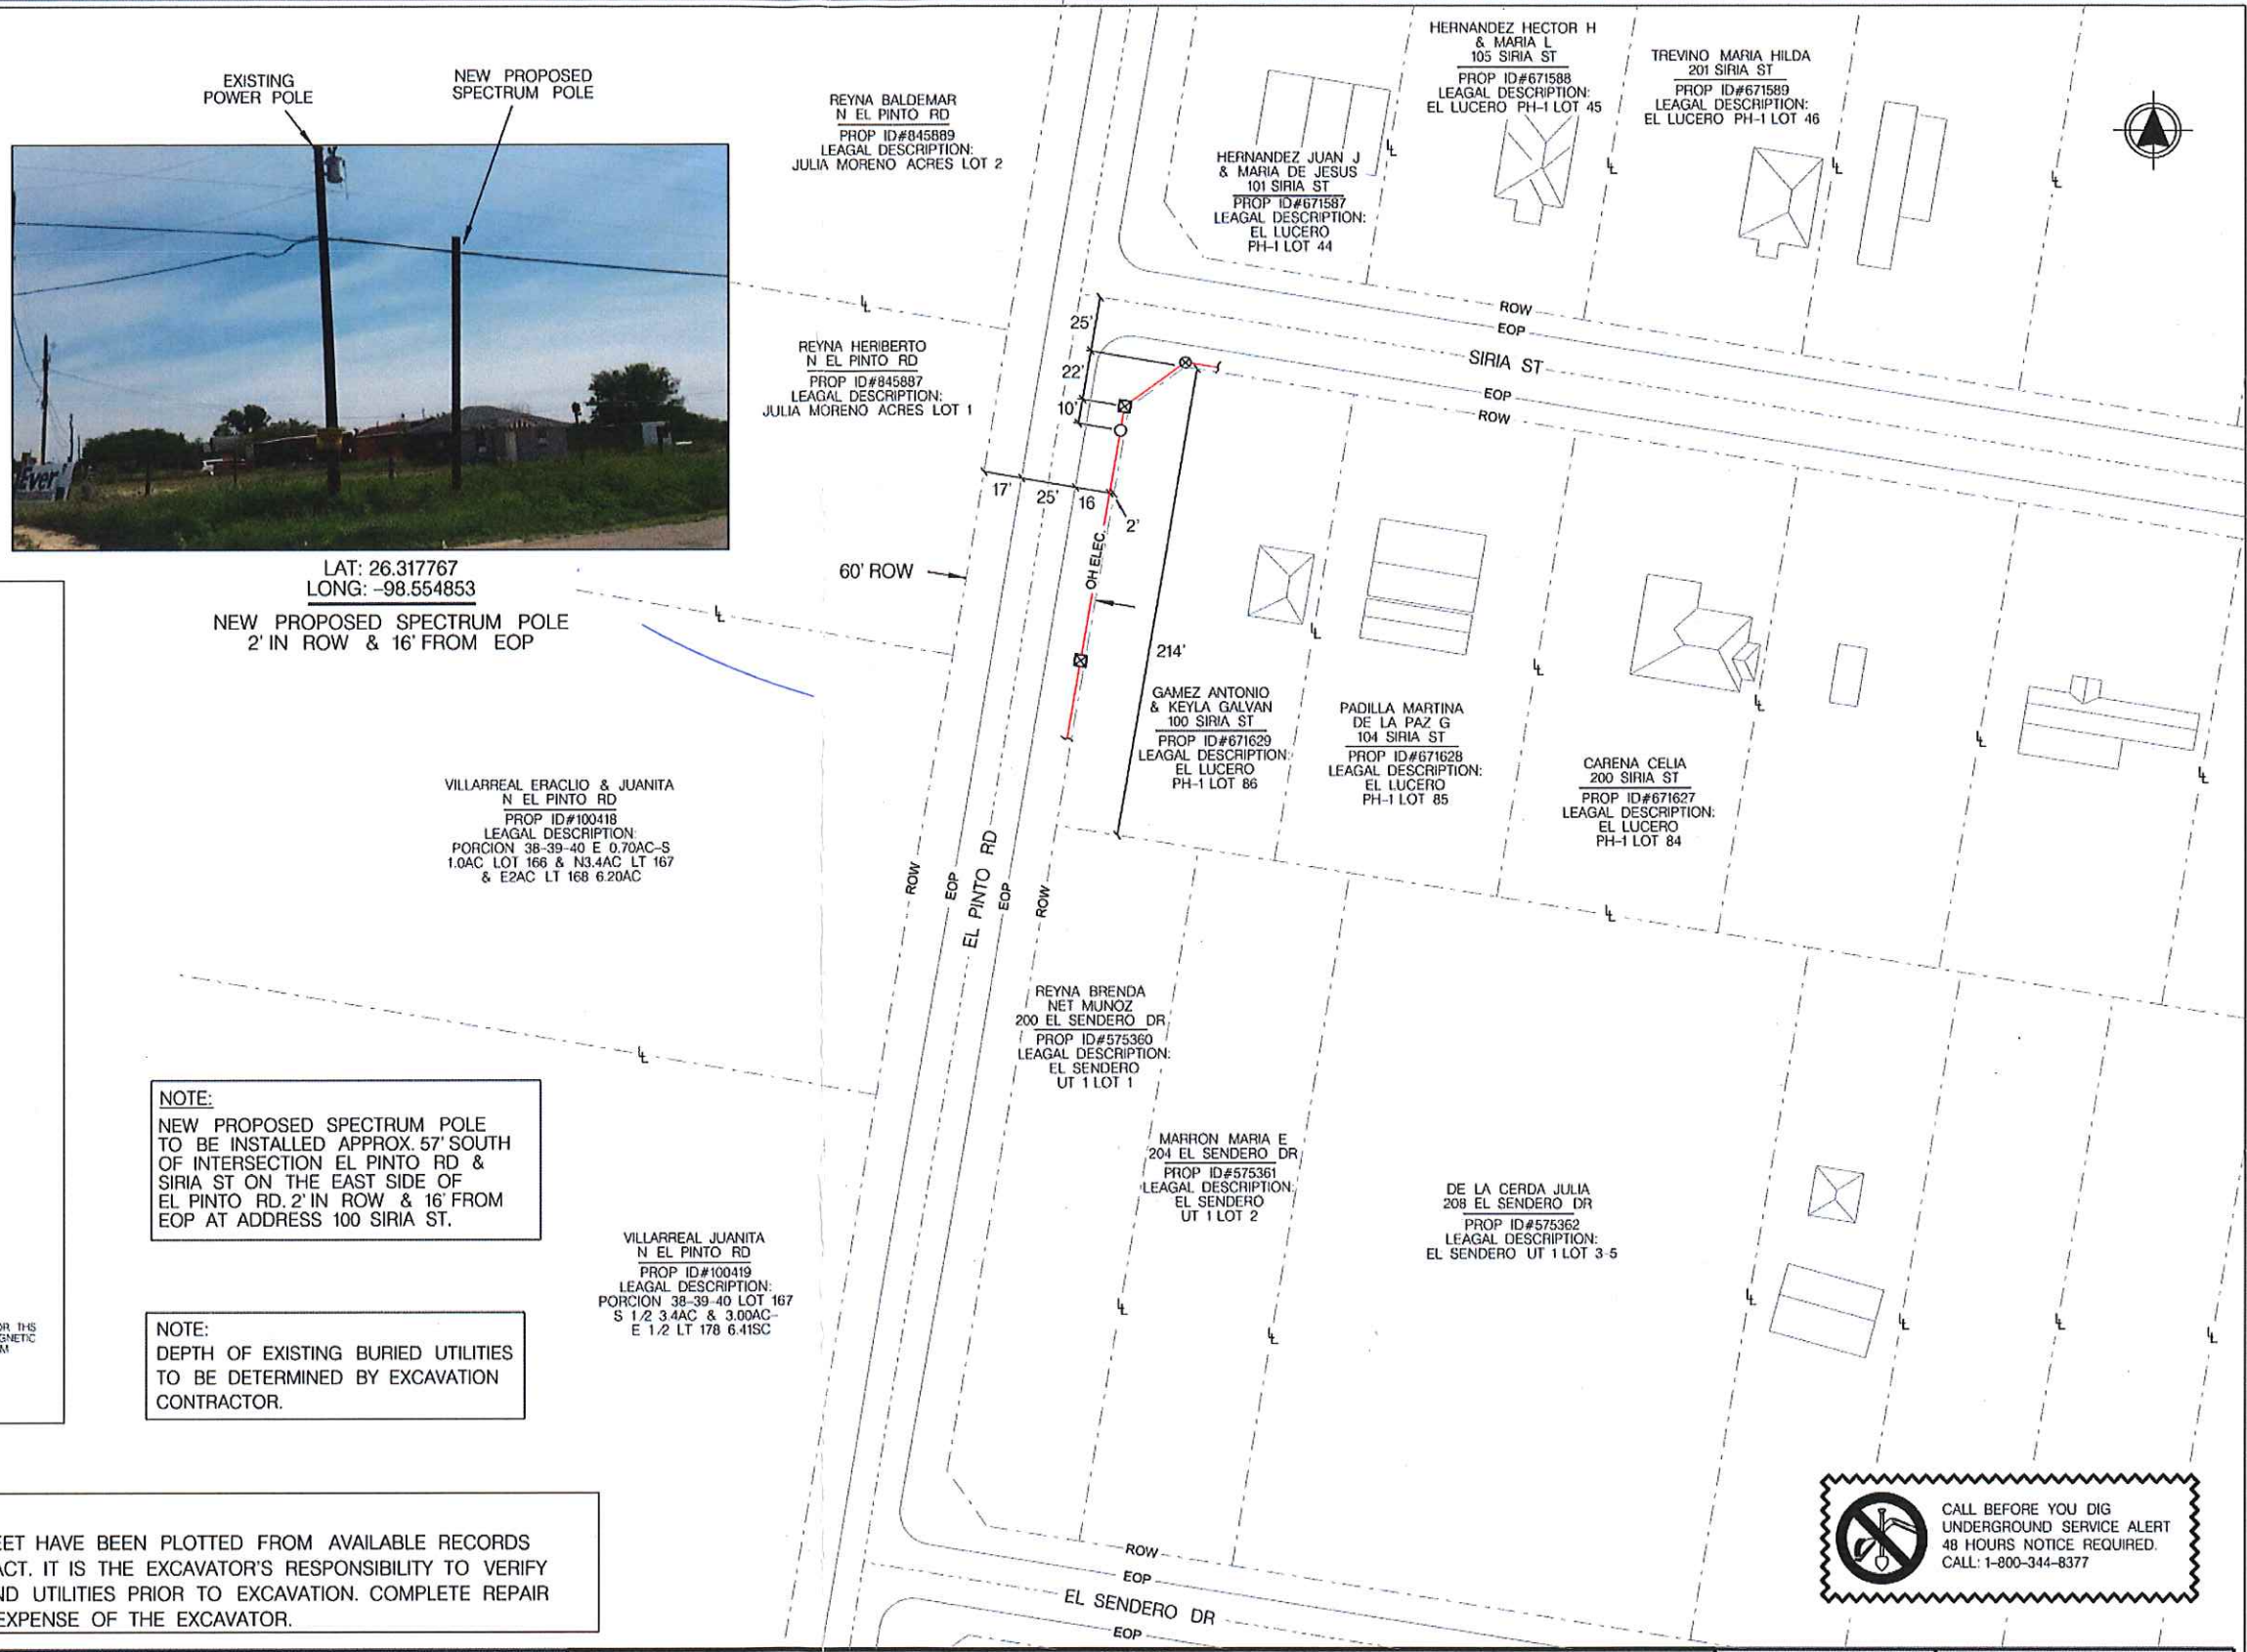 EXISTING
POWER POLE
NEW PROPOSED
SPECTRUM POLE
Ever
LAT: 26.317767
LONG: -98.554853
NEW PROPOSED SPECTRUM POLE
2' IN ROW & 16' FROM EOP
REYNA BALDEMAR
N EL PINTO RD
PROP ID#845889
LEAGAL DESCRIPTION:
JULIA MORENO ACRES LOT 2
REYNA HERIBERTO
N EL PINTO RD
PROP ID#845887
LEAGAL DESCRIPTION:
JULIA MORENO ACRES LOT 1
HERNANDEZ JUAN J
& MARIA DE JESUS
101 SIRIA ST
PROP ID#671587
LEAGAL DESCRIPTION:
EL LUCERO
PH-1 LOT 44
HERNANDEZ HECTOR H
& MARIA L
105 SIRIA ST
PROP ID#671588
LEAGAL DESCRIPTION:
EL LUCERO PH-1 LOT 45
TREVINO MARIA HILDA
201 SIRIA ST
PROP ID#671589
LEAGAL DESCRIPTION:
EL LUCERO PH-1 LOT 46
ROW
EOP
SIRIA ST
EOP
ROW
25'
22'
10'
17'
25'
16
2'
OH ELEC.
60' ROW
214'
GAMEZ ANTONIO
& KEYLA GALVAN
100 SIRIA ST
PROP ID#671629
LEAGAL DESCRIPTION:
EL LUCERO
PH-1 LOT 86
PADILLA MARTINA
DE LA PAZ G
104 SIRIA ST
PROP ID#671628
LEAGAL DESCRIPTION:
EL LUCERO
PH-1 LOT 85
CARENA CELIA
200 SIRIA ST
PROP ID#671627
LEAGAL DESCRIPTION:
EL LUCERO
PH-1 LOT 84
VILLARREAL ERACLIO & JUANITA
N EL PINTO RD
PROP ID#100418
LEAGAL DESCRIPTION:
PORCION 38-39-40 E 0.70AC-S
1.0AC LOT 166 & N3.4AC LT 167
& E2AC LT 168 6.20AC
ROW
EOP
EL PINTO RD
EOP
ROW
REYNA BRENDA
NET MUNOZ
200 EL SENDERO DR
PROP ID#575360
LEAGAL DESCRIPTION:
EL SENDERO
UT 1 LOT 1
MARRON MARIA E
204 EL SENDERO DR
PROP ID#575361
LEAGAL DESCRIPTION:
EL SENDERO
UT 1 LOT 2
DE LA CERDA JULIA
208 EL SENDERO DR
PROP ID#575362
LEAGAL DESCRIPTION:
EL SENDERO UT 1 LOT 3-5
NOTE:
NEW PROPOSED SPECTRUM POLE
TO BE INSTALLED APPROX. 57' SOUTH
OF INTERSECTION EL PINTO RD &
SIRIA ST ON THE EAST SIDE OF
EL PINTO RD. 2' IN ROW & 16' FROM
EOP AT ADDRESS 100 SIRIA ST.
VILLARREAL JUANITA
N EL PINTO RD
PROP ID#100419
LEAGAL DESCRIPTION:
PORCION 38-39-40 LOT 167
S 1/2 3.4AC & 3.00AC-
E 1/2 LT 178 6.41SC
NOTE:
DEPTH OF EXISTING BURIED UTILITIES
TO BE DETERMINED BY EXCAVATION
CONTRACTOR.
HAVE BEEN PLOTTED FROM AVAILABLE RECORDS
IT IS THE EXCAVATOR'S RESPONSIBILITY TO VERIFY
UTILITIES PRIOR TO EXCAVATION. COMPLETE REPAIR
EXPENSE OF THE EXCAVATOR.
ROW
EOP
EL SENDERO DR
EOP
CALL BEFORE YOU DIG
UNDERGROUND SERVICE ALERT
48 HOURS NOTICE REQUIRED.
CALL: 1-800-344-8377